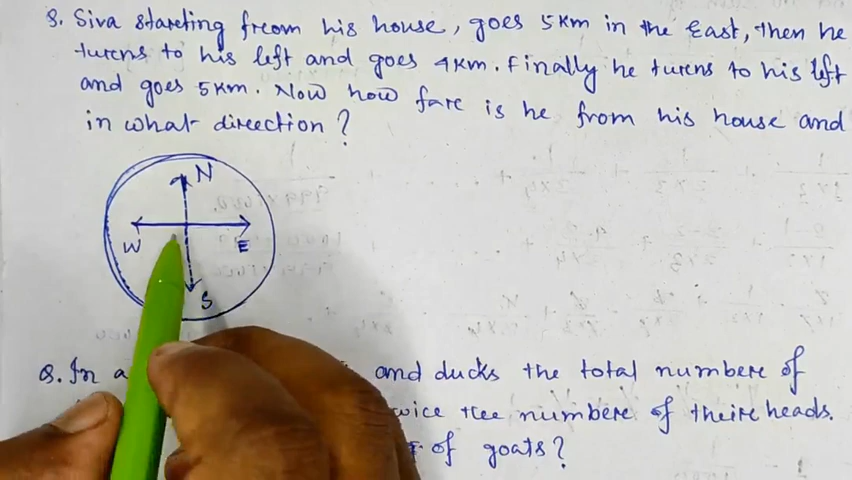 8. Siva starting from his house, goes 5km in the East, then he
turns to his left and goes 4km. Finally he turns to his left
and goes 5km. Now how far is he from his house and
in what direction?
N
W E
S
Q. In a and ducks the total number of
twice the number of their heads.
of goats?